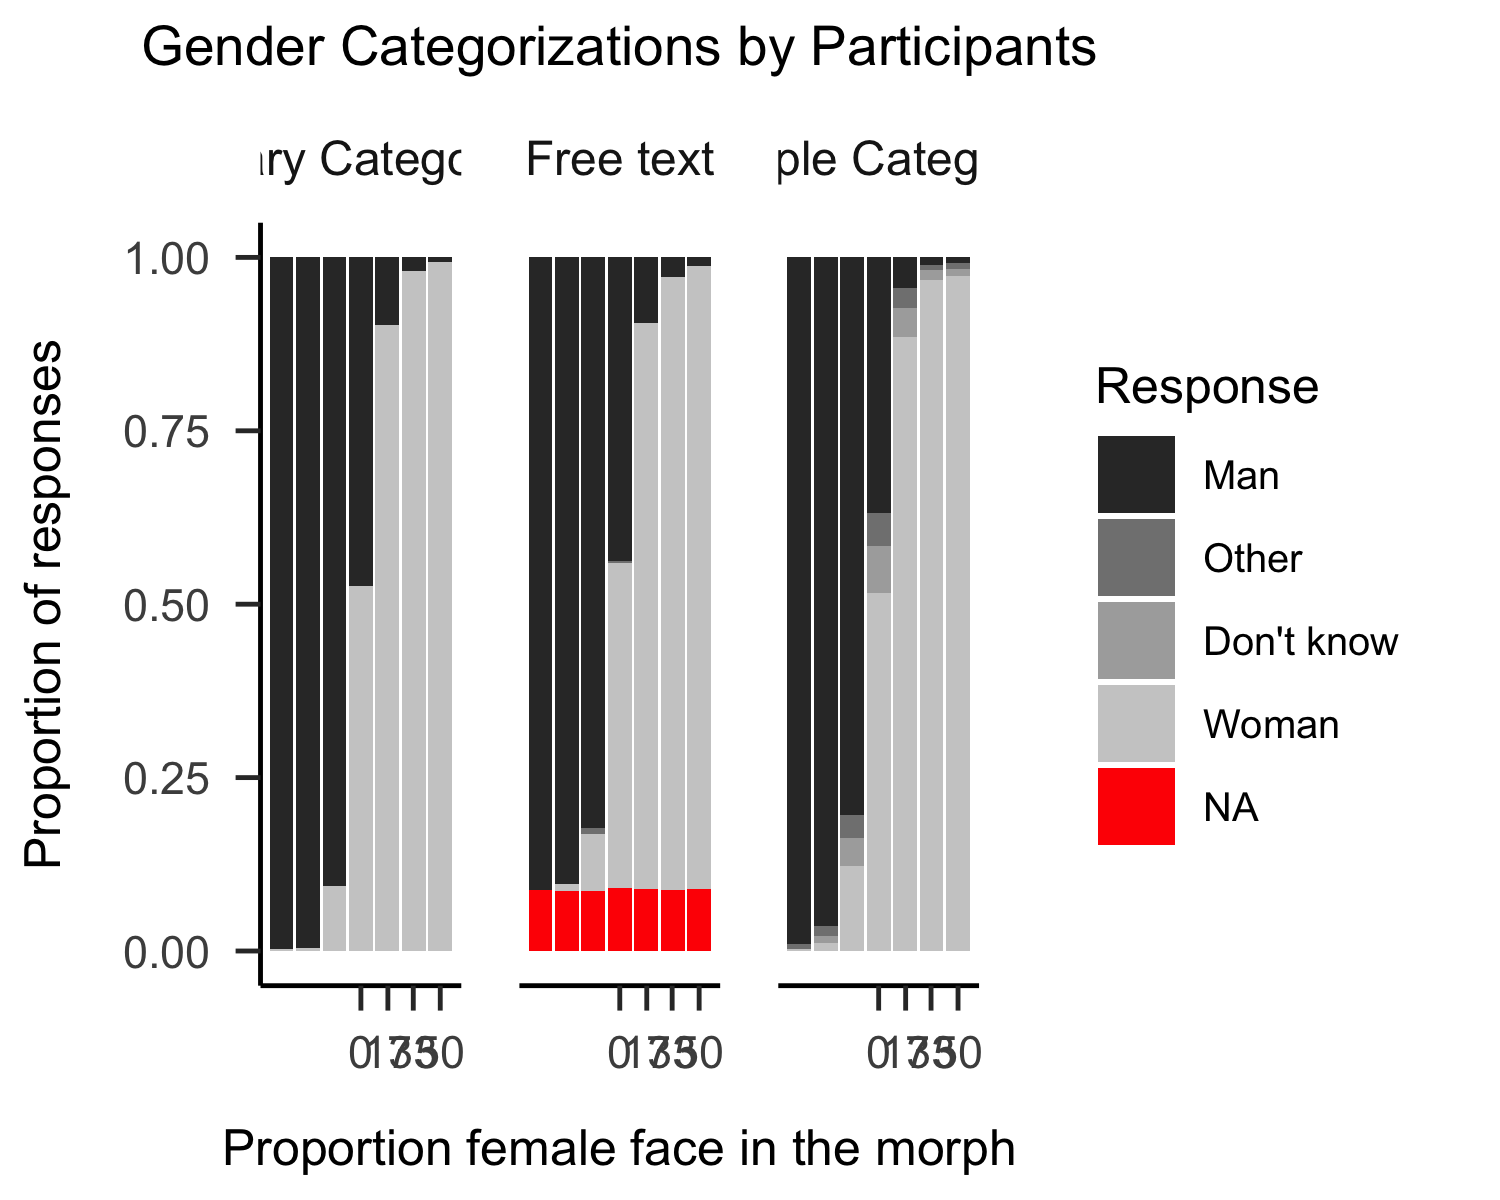 Gender Categorizations by Participants
ary Catego
Free text
ple Categ
1.00
0.75
0.50
0.25
0.00
Proportion of responses
Proportion female face in the morph
Response
Man
Other
Don't know
Woman
NA